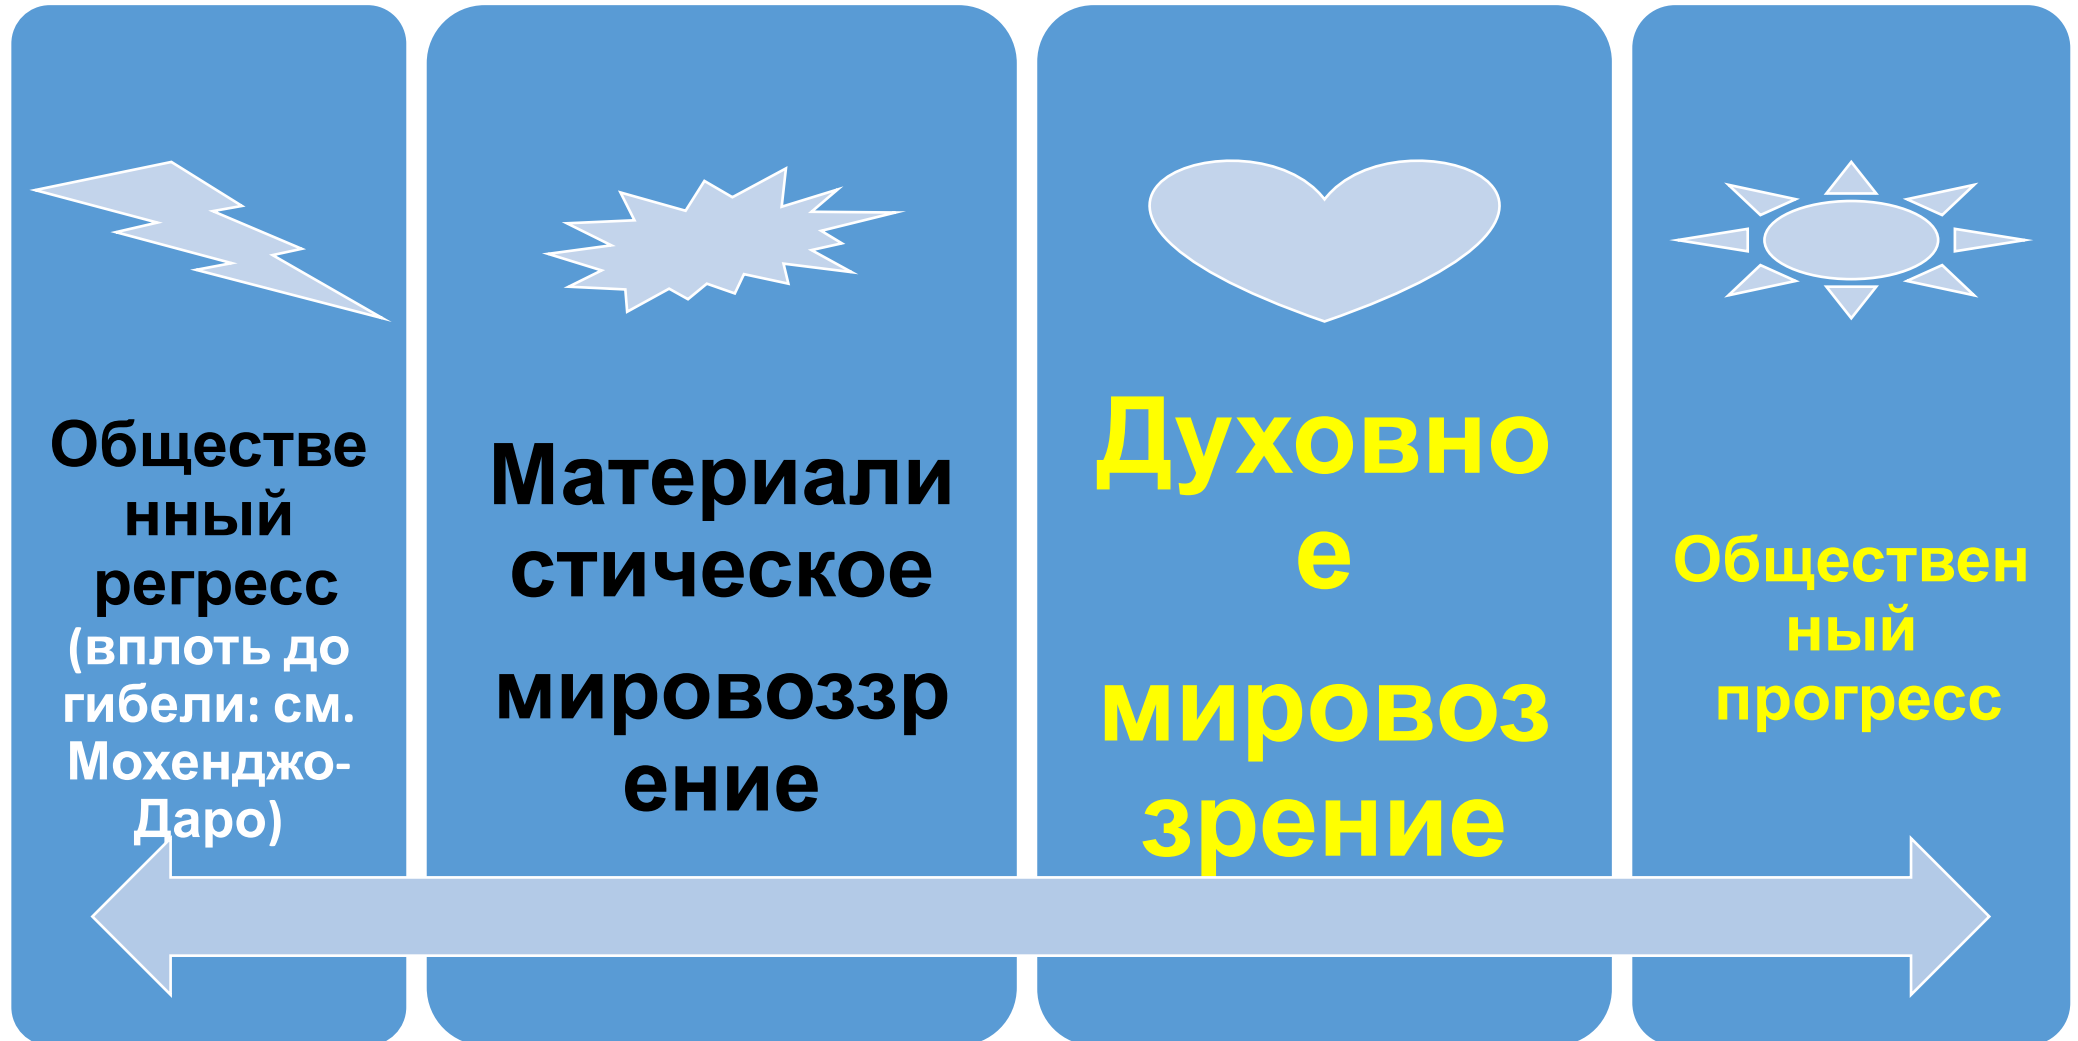 Обществе
нный
регресс
(вплоть до
гибели: см.
Мохенджо-
Даро)
Материали
стическое
мировоззр
ение
Духовно
е
мировоз
зрение
Обществен
ный
прогресс